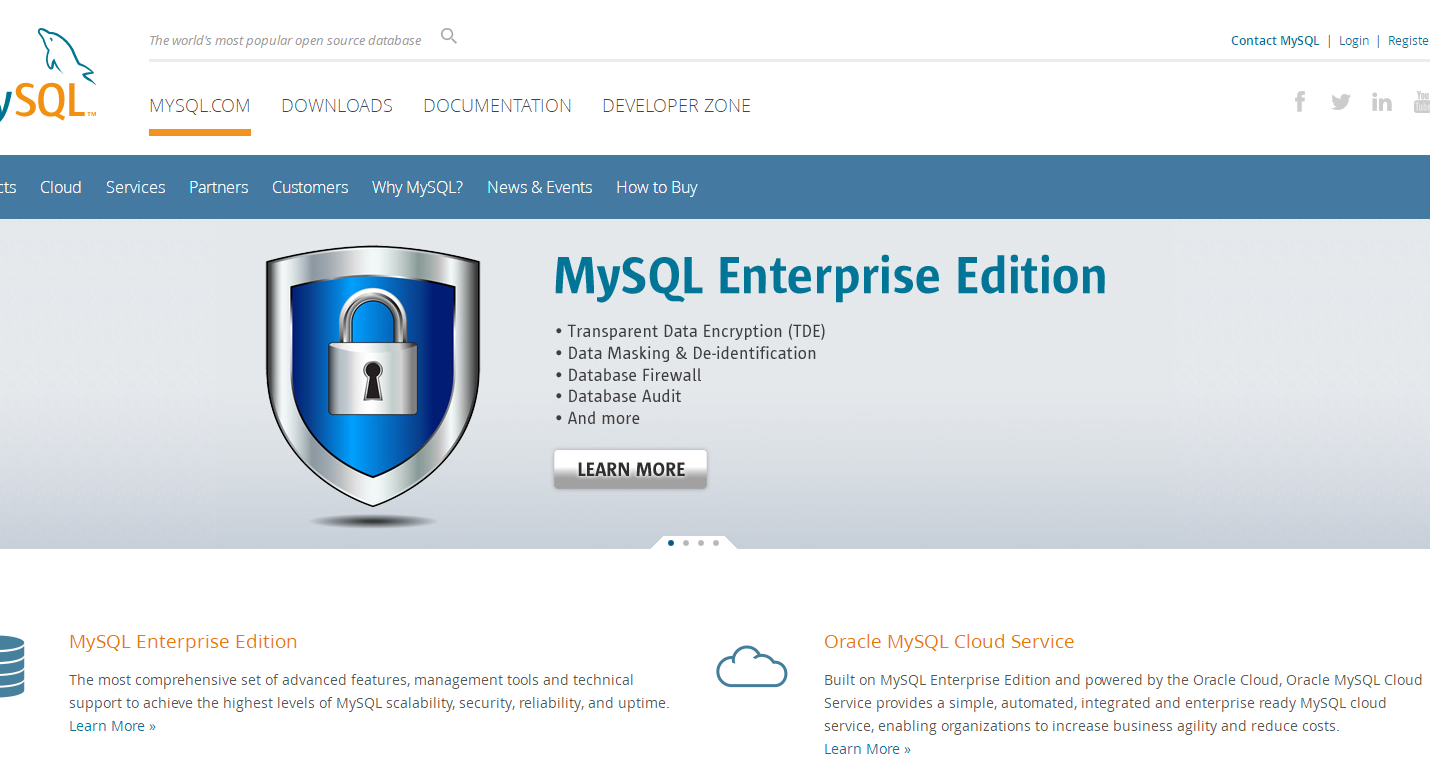 The world's most popular open source database
Contact MySQL | Login | Registe
ySQL™
MYSQL.COM DOWNLOADS DOCUMENTATION DEVELOPER ZONE
You
Tube
cts Cloud Services Partners Customers Why MySQL? News & Events How to Buy
MySQL Enterprise Edition
• Transparent Data Encryption (TDE)
• Data Masking & De-identification
• Database Firewall
• Database Audit
• And more
LEARN MORE
MySQL Enterprise Edition
The most comprehensive set of advanced features, management tools and technical
support to achieve the highest levels of MySQL scalability, security, reliability, and uptime.
Learn More »
Oracle MySQL Cloud Service
Built on MySQL Enterprise Edition and powered by the Oracle Cloud, Oracle MySQL Cloud
Service provides a simple, automated, integrated and enterprise ready MySQL cloud
service, enabling organizations to increase business agility and reduce costs.
Learn More »